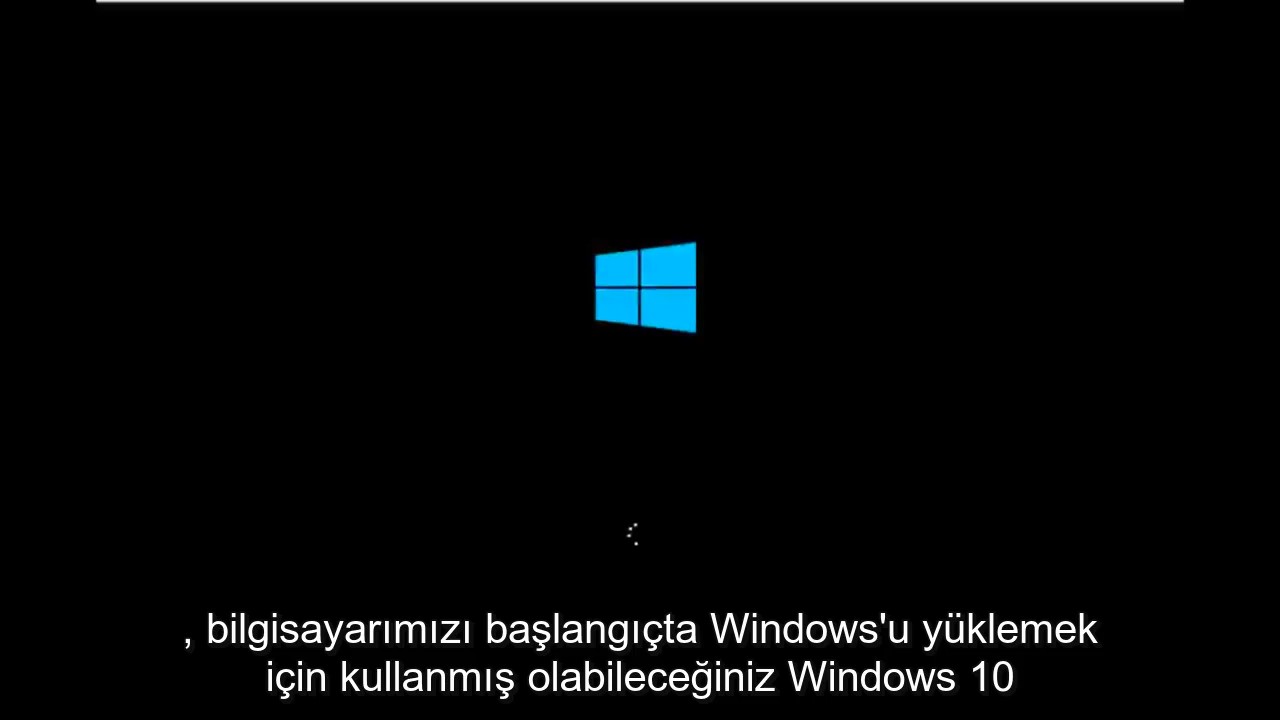 , bilgisayarımızı başlangıçta Windows'u yüklemek
için kullanmış olabileceğiniz Windows 10